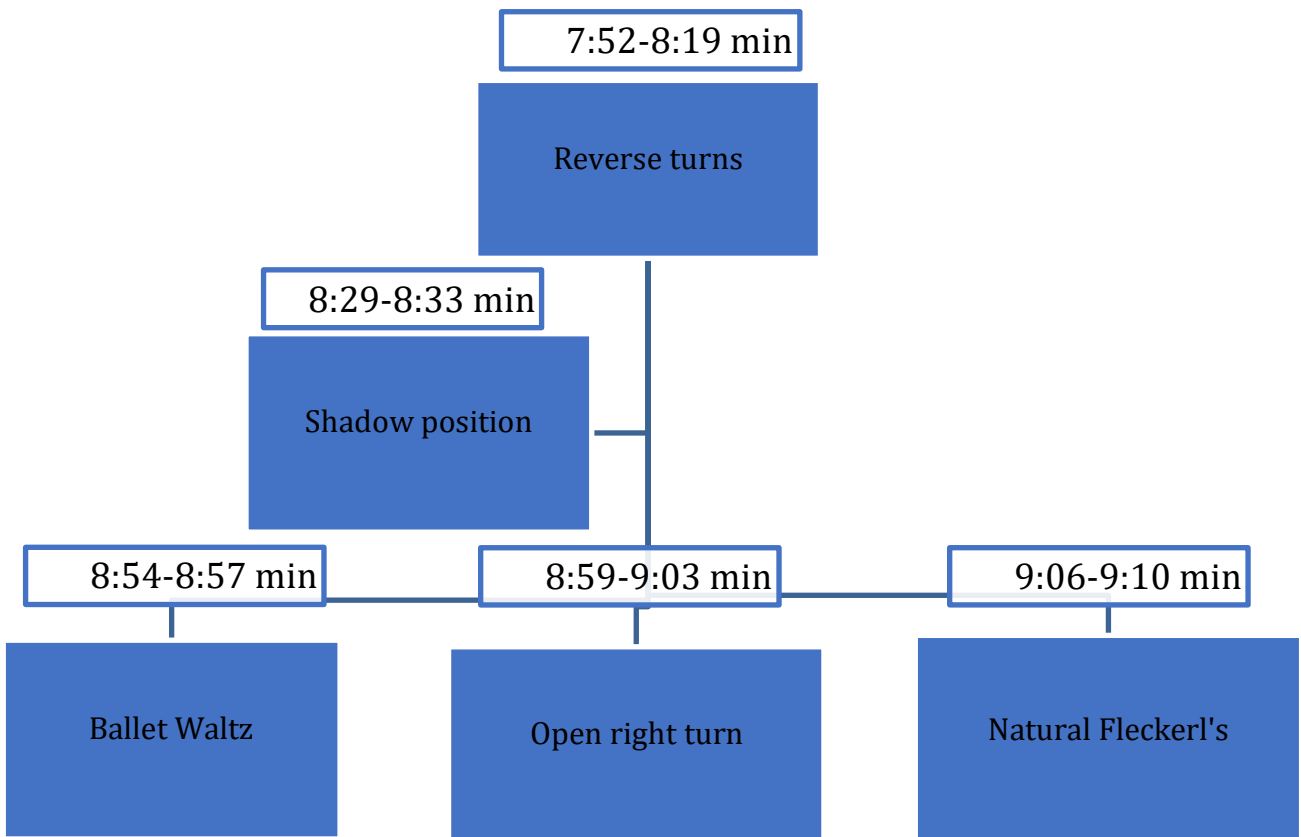 7:52-8:19 min
Reverse turns
8:29-8:33 min
Shadow position
8:54-8:57 min
Ballet Waltz
8:59-9:03 min
Open right turn
9:06-9:10 min
Natural Fleckerl's